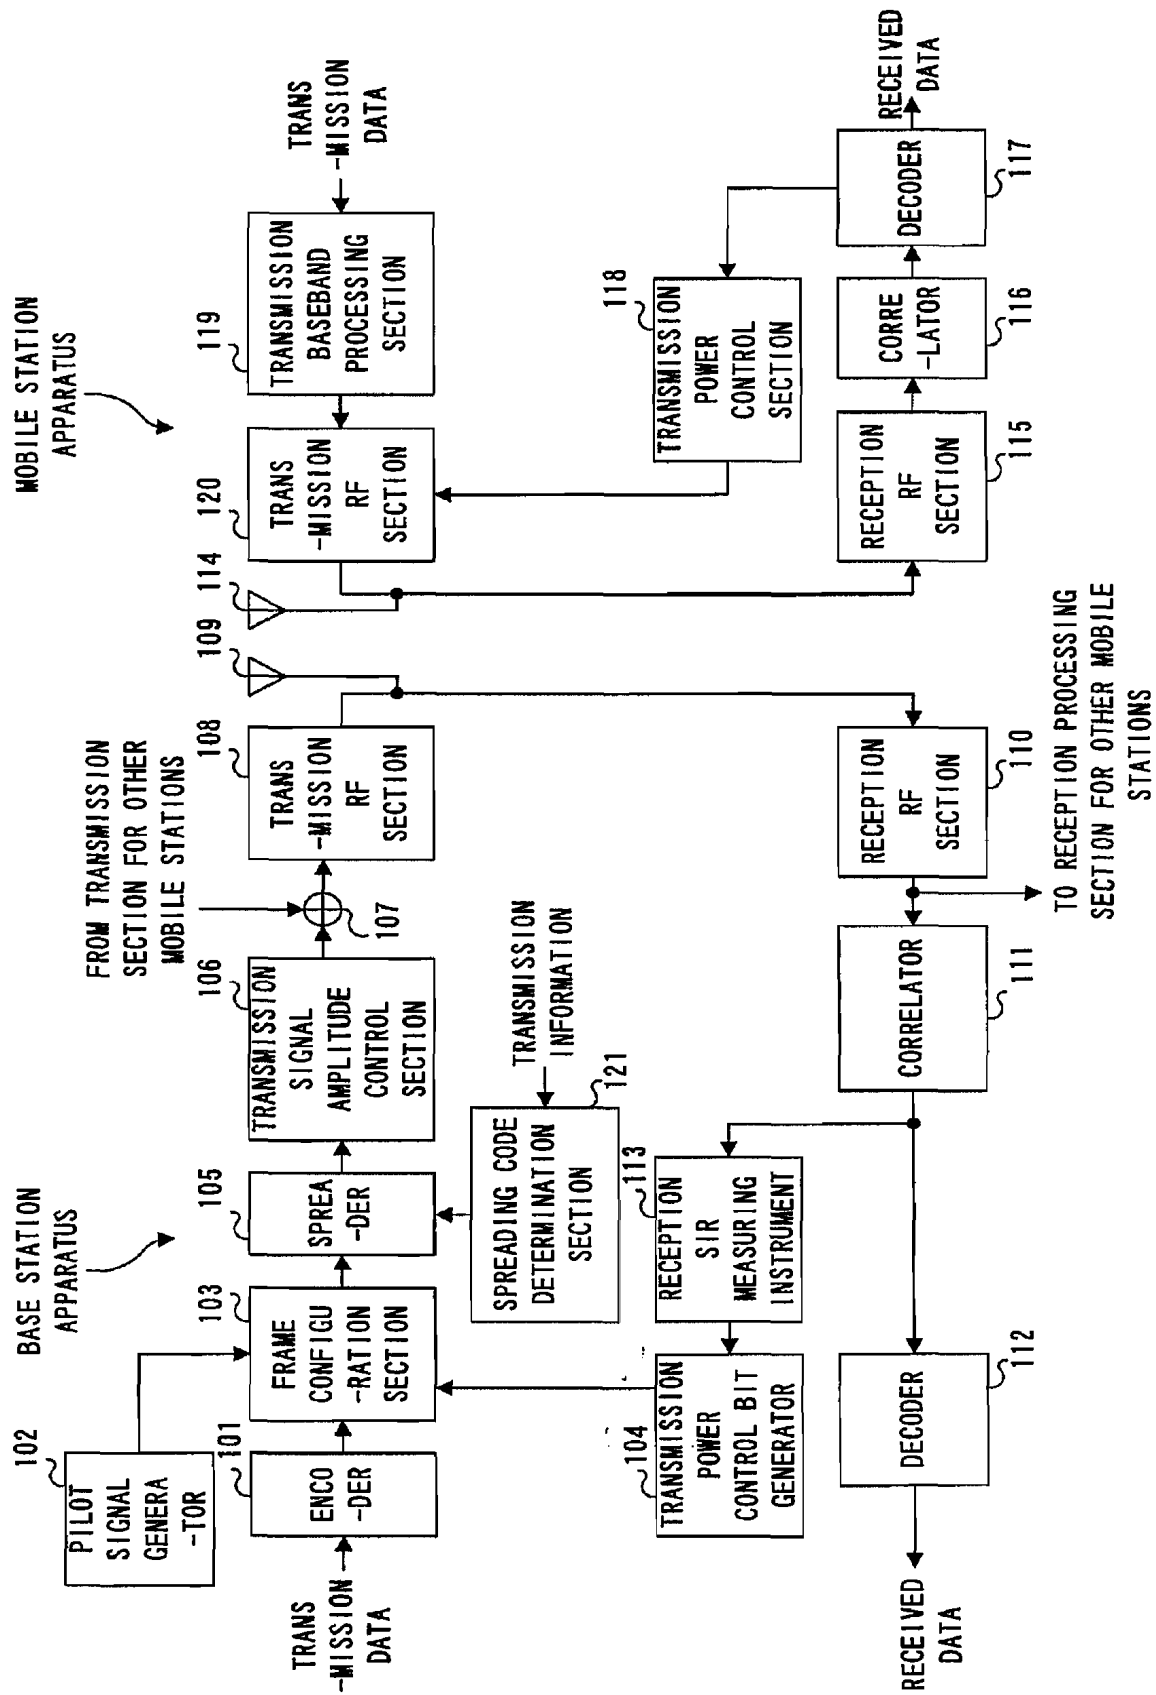 BASE STATION
APPARATUS
MOBILE STATION
APPARATUS
FROM TRANSMISSION
SECTION FOR OTHER
MOBILE STATIONS
102
PILOT
SIGNAL
GENERA
-TOR
TRANS
-MISSION
DATA
101
ENCO
-DER
103
FRAME
CONFIGU
-RATION
SECTION
105
SPREA
-DER
106
TRANSMISSION
SIGNAL
AMPLITUDE
CONTROL
SECTION
107
108
TRANS
-MISSION
RF
SECTION
109
114
120
TRANS
-MISSION
RF
SECTION
119
TRANSMISSION
BASEBAND
PROCESSING
SECTION
TRANS
-MISSION
DATA
TRANSMISSION
INFORMATION
121
SPREADING CODE
DETERMINATION
SECTION
104
TRANSMISSION
POWER
CONTROL BIT
GENERATOR
113
RECEPTION
SIR
MEASURING
INSTRUMENT
118
TRANSMISSION
POWER
CONTROL
SECTION
RECEIVED
DATA
DECODER
112
CORRELATOR
111
RECEPTION
RF
SECTION
110
TO RECEPTION PROCESSING
SECTION FOR OTHER MOBILE
STATIONS
RECEPTION
RF
SECTION
115
CORRE
-LATOR
116
DECODER
117
RECEIVED
DATA